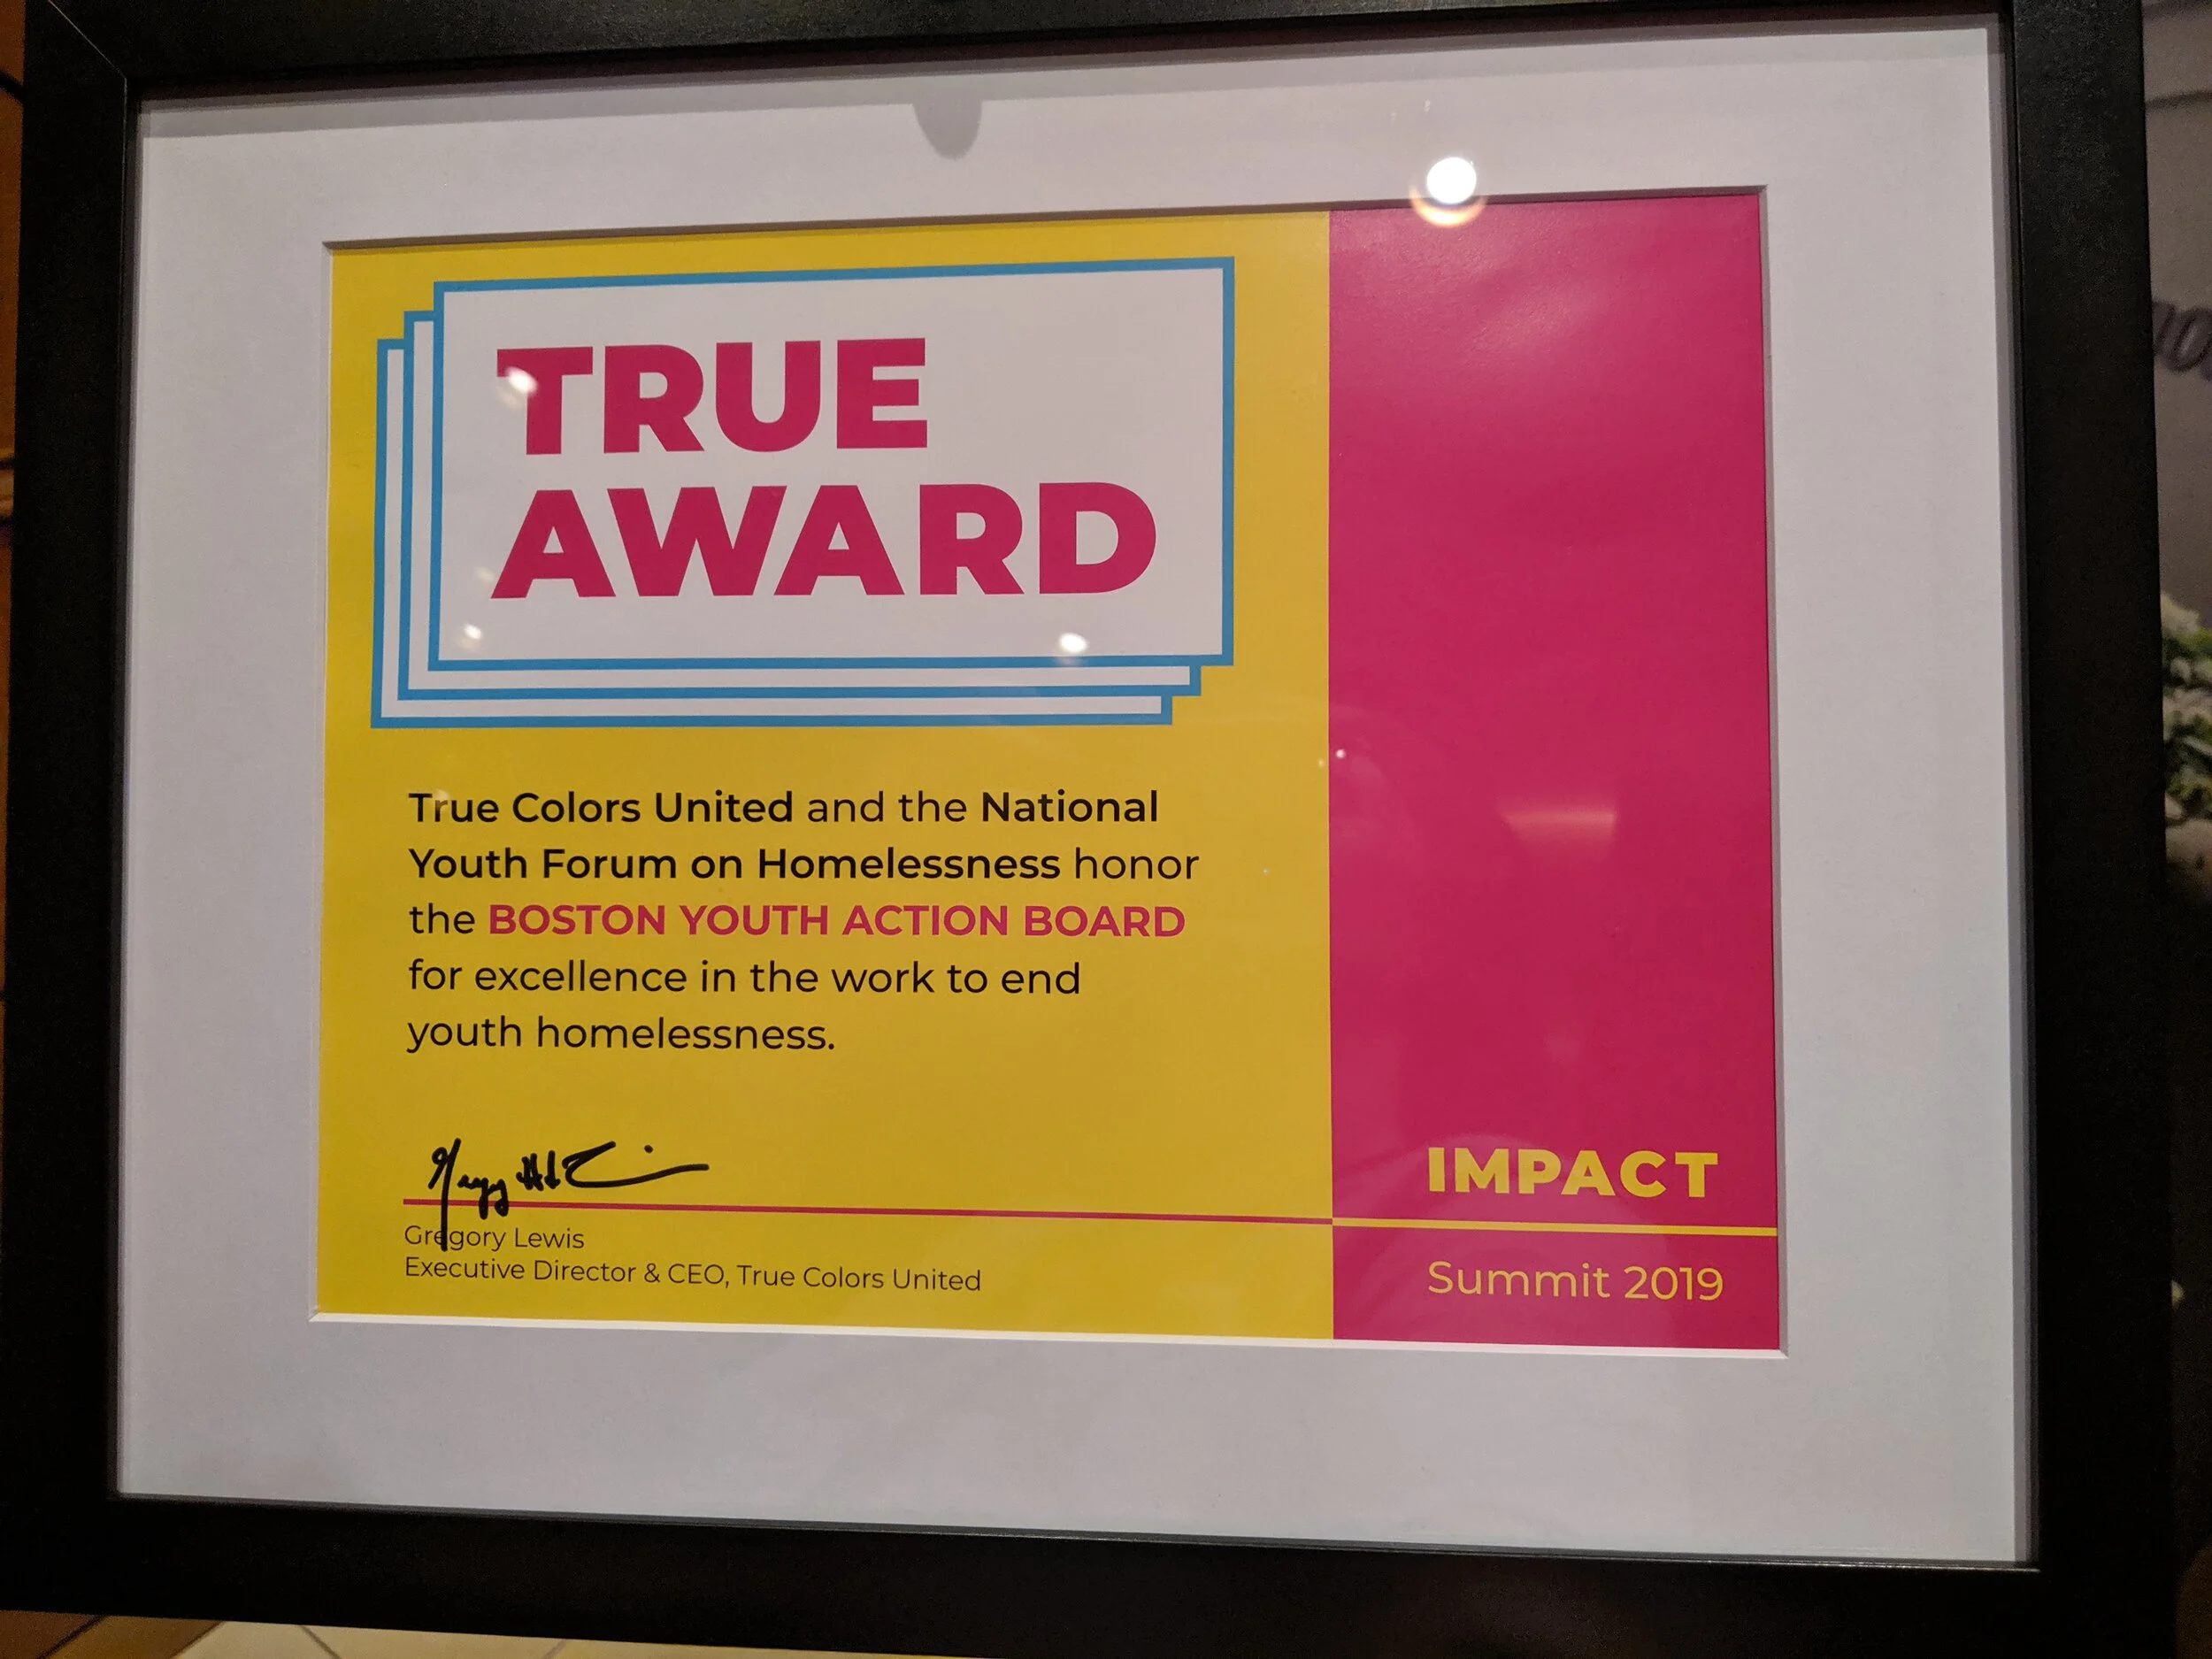 TRUE
AWARD
True Colors United and the National
Youth Forum on Homelessness honor
the BOSTON YOUTH ACTION BOARD
for excellence in the work to end
youth homelessness.
Gregory Lewis
Executive Director & CEO, True Colors United
IMPACT
Summit 2019